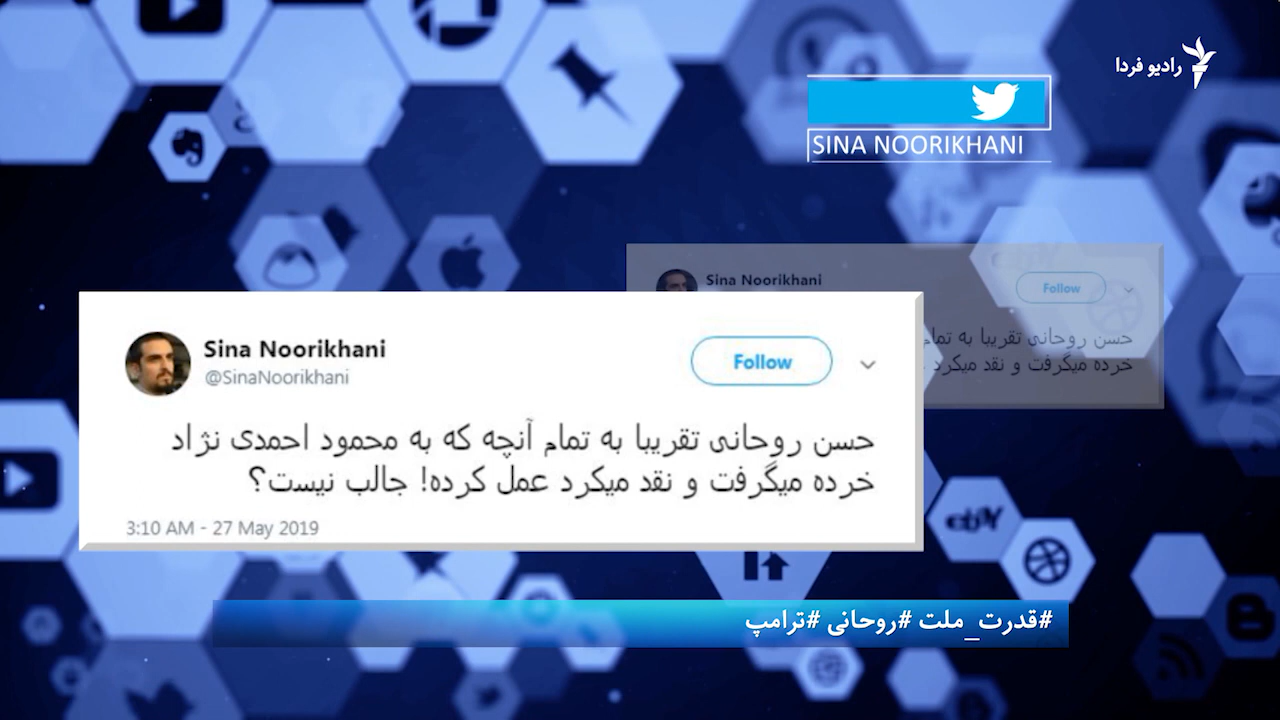 رادیو فردا
SINA NOORIKHANI
Sina Noorikhani
Follow
حسن روحانی تقریبا به تمام
خرده میگرفت و نقد میکرد
Sina Noorikhani
@SinaNoorikhani
Follow
حسن روحانی تقریبا به تمام آنچه که به محمود احمدی نژاد
خرده میگرفت و نقد میکرد عمل کرده! جالب نیست؟
3:10 AM - 27 May 2019
ebay
#قدرت_ملت #روحانی #ترامپ